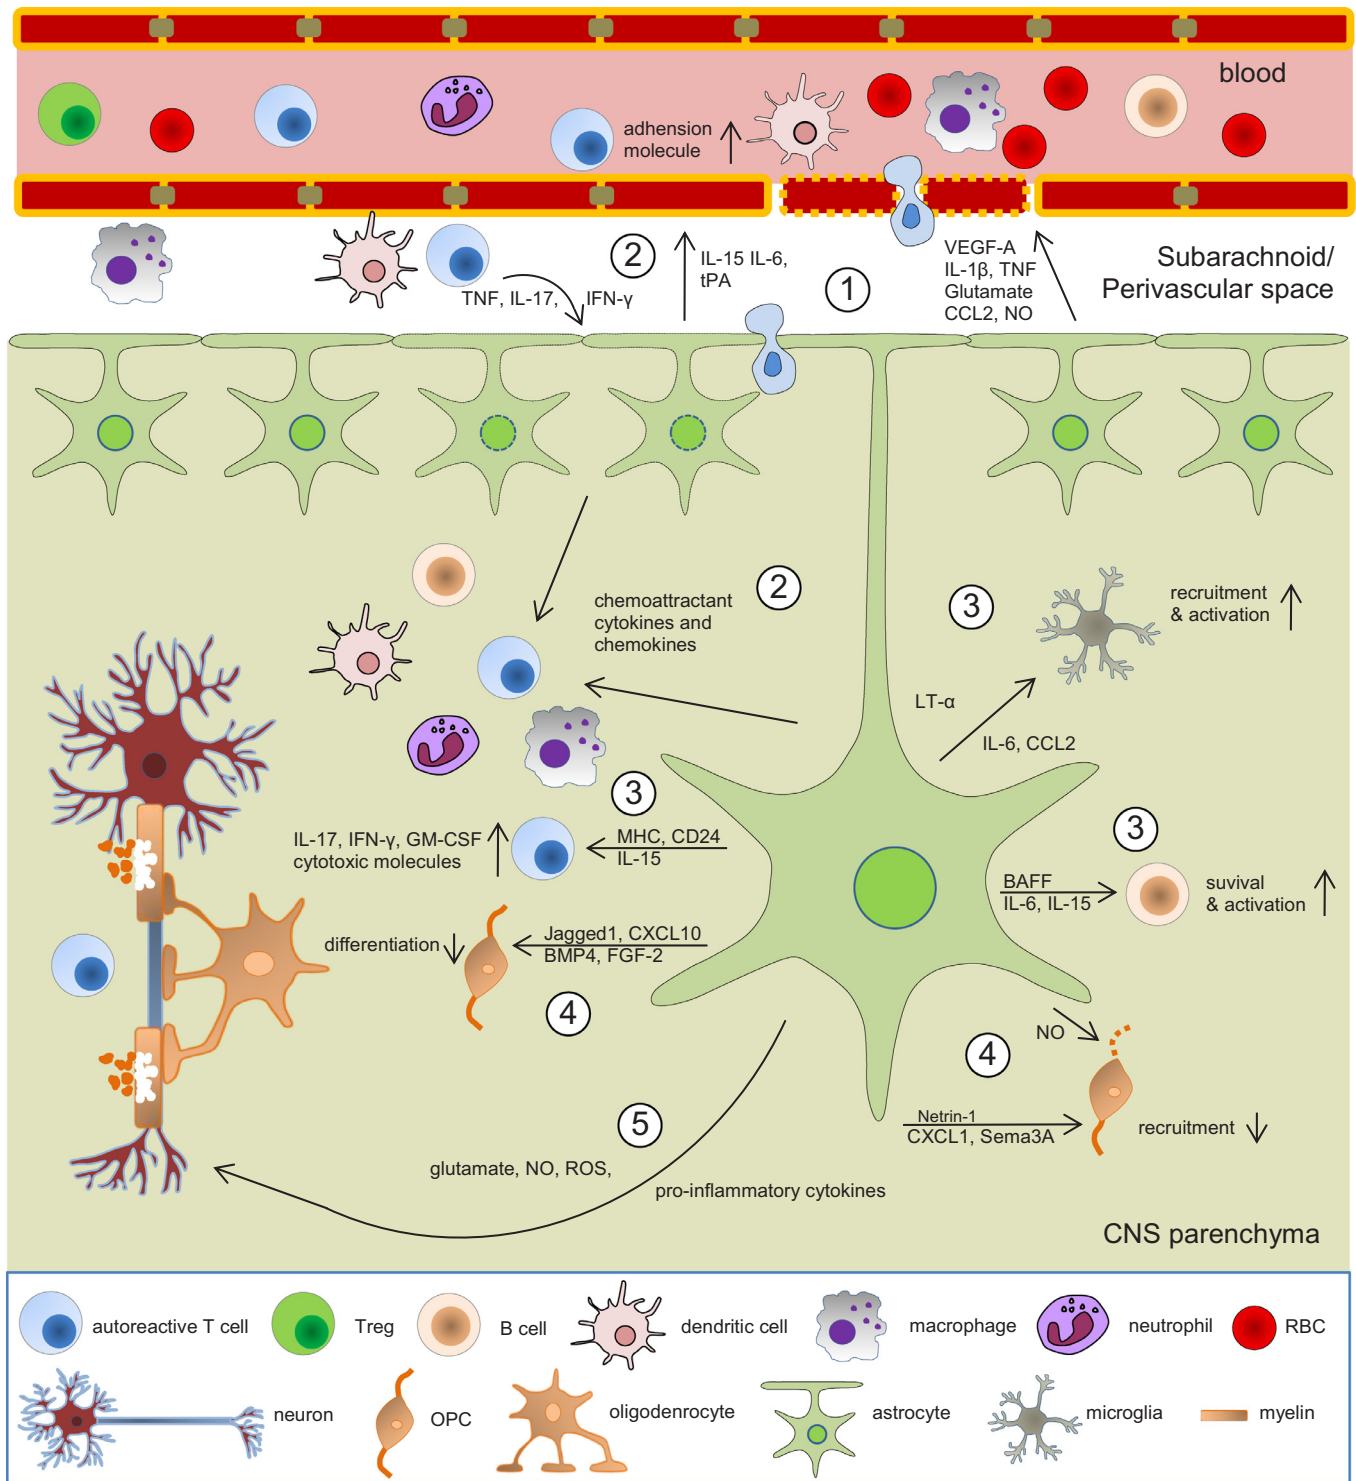 blood
adhension
molecule
2
IL-15 IL-6,
tPA
1
VEGF-A
IL-1β, TNF
Glutamate
CCL2, NO
Subarachnoid/
Perivascular space
TNF, IL-17, IFN-γ
2
chemoattractant
cytokines and
chemokines
3
recruitment
& activation
LT-α
IL-6, CCL2
3
IL-17, IFN-γ, GM-CSF
cytotoxic molecules
MHC, CD24
IL-15
3
BAFF
IL-6, IL-15
suvival
& activation
differentiation
Jagged1, CXCL10
BMP4, FGF-2
4
NO
4
Netrin-1
CXCL1, Sema3A
recruitment
5
glutamate, NO, ROS,
pro-inflammatory cytokines
CNS parenchyma
autoreactive T cell
Treg
B cell
dendritic cell
macrophage
neutrophil
RBC
neuron
OPC
oligodenrocyte
astrocyte
microglia
myelin